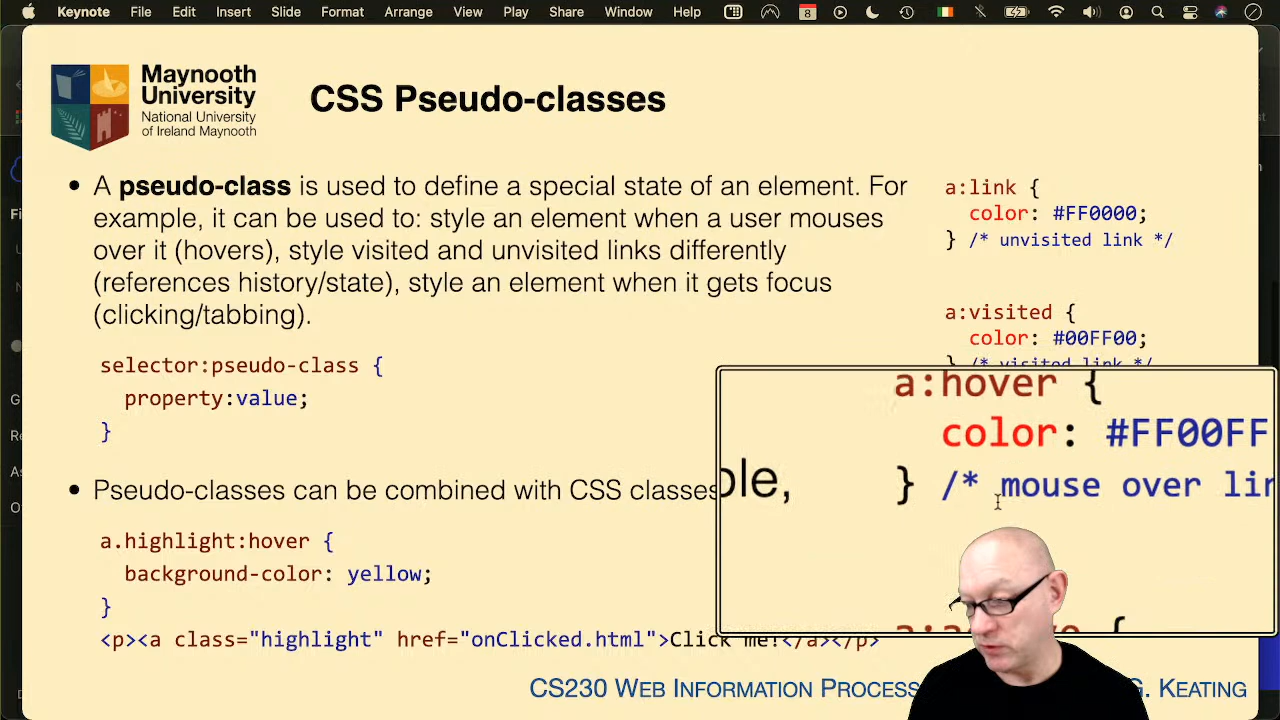 Keynote File Edit Insert Slide Format Arrange View Play Share Window Help 8
Maynooth
University
National University
of Ireland Maynooth
CSS Pseudo-classes
• A pseudo-class is used to define a special state of an element. For
example, it can be used to: style an element when a user mouses
over it (hovers), style visited and unvisited links differently
(references history/state), style an element when it gets focus
(clicking/tabbing).
selector:pseudo-class {
property:value;
}
• Pseudo-classes can be combined with CSS classes
a.highlight:hover {
background-color: yellow;
}
<p><a class="highlight" href="onClicked.html">Click me!</a></p>
a:link {
color: #FF0000;
} /* unvisited link */
a:visited {
color: #00FF00;
} /* visited link */
a:hover {
color: #FF00FF
} /* mouse over
CS230 Web Information G. Keating